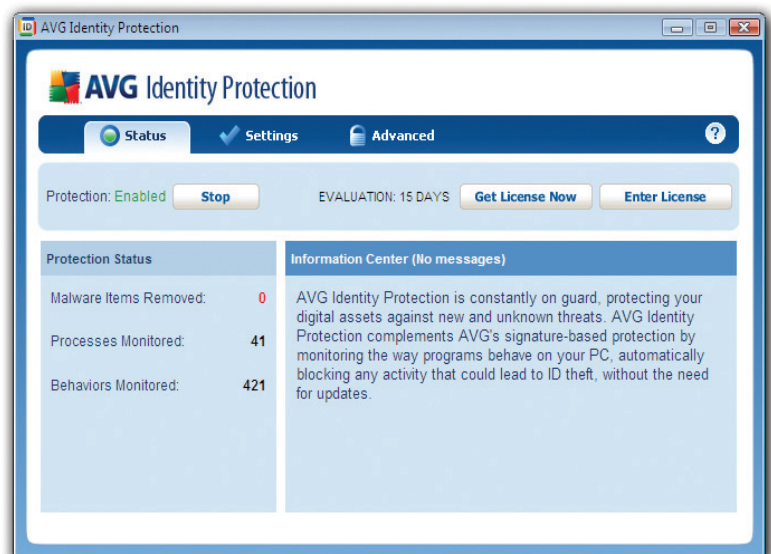 ID AVG Identity Protection
AVG Identity Protection
Status Settings Advanced ?
Protection: Enabled Stop EVALUATION: 15 DAYS Get License Now Enter License
Protection Status
Malware Items Removed: 0
Processes Monitored: 41
Behaviors Monitored: 421
Information Center (No messages)
AVG Identity Protection is constantly on guard, protecting your
digital assets against new and unknown threats. AVG Identity
Protection complements AVG's signature-based protection by
monitoring the way programs behave on your PC, automatically
blocking any activity that could lead to ID theft, without the need
for updates.